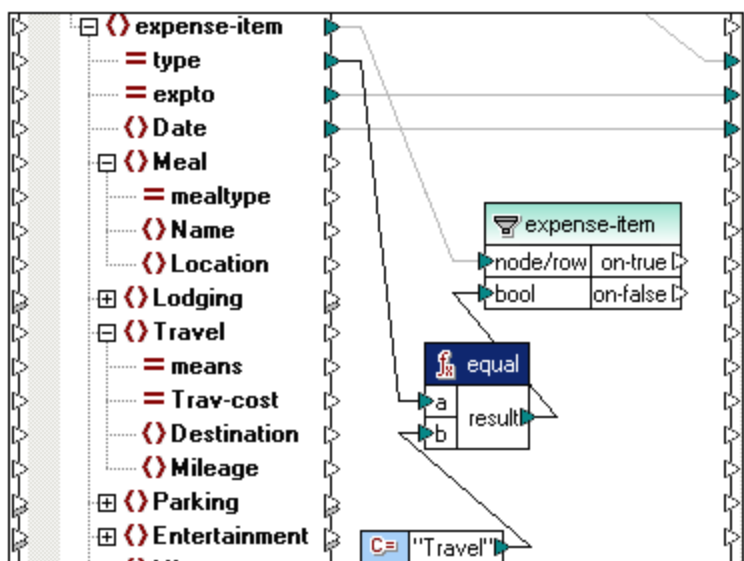 expense-item
= type
= expto
Date
Meal
= mealtype
Name
Location
Lodging
Travel
= means
= Trav-cost
Destination
Mileage
Parking
Entertainment
expense-item
node/row on-true
bool on-false
fx equal
a
result
b
C= "Travel"